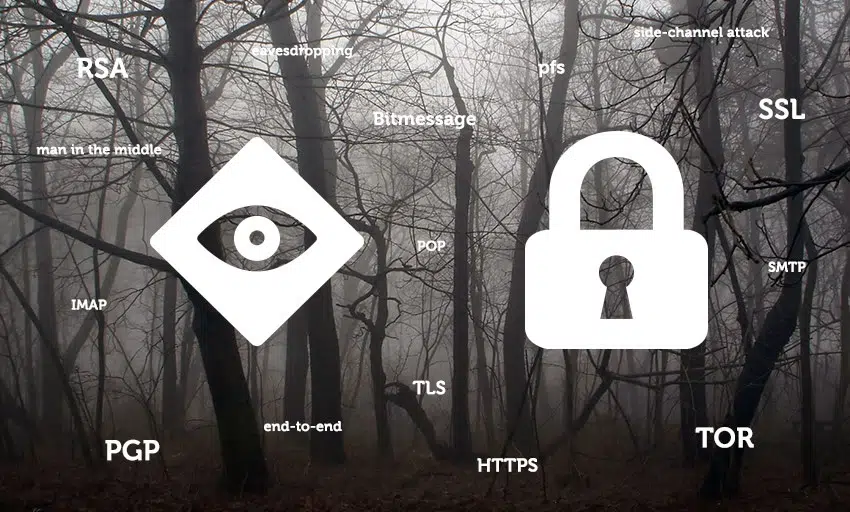 side-channel attack
eavesdropping
RSA
pfs
SSL
Bitmessage
man in the middle
POP
SMTP
IMAP
TLS
end-to-end
TOR
PGP
HTTPS